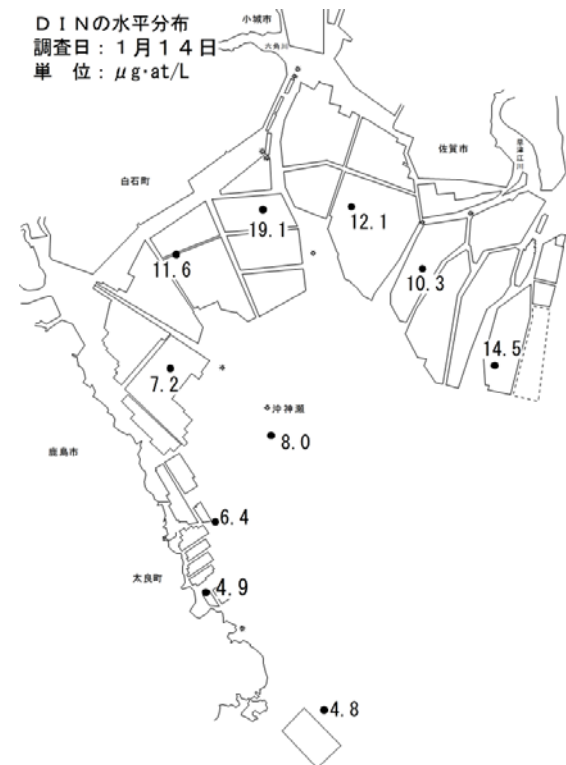 DINの水平分布
調査日：1月14日
単　位：μg･at/L
小城市
六角川
佐賀市
早津江川
白石町
19.1
12.1
11.6
10.3
14.5
7.2
沖神瀬
8.0
鹿島市
6.4
太良町
4.9
4.8